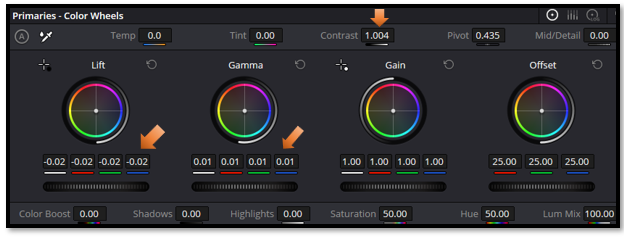 Primaries - Color Wheels
A Temp 0.0 Tint 0.00 Contrast 1.004 Pivot 0.435 Mid/Detail 0.00
Lift Gamma Gain Offset
-0.02 -0.02 -0.02 -0.02 0.01 0.01 0.01 0.01 1.00 1.00 1.00 1.00 25.00 25.00 25.00
Color Boost 0.00 Shadows 0.00 Highlights 0.00 Saturation 50.00 Hue 50.00 Lum Mix 100.00